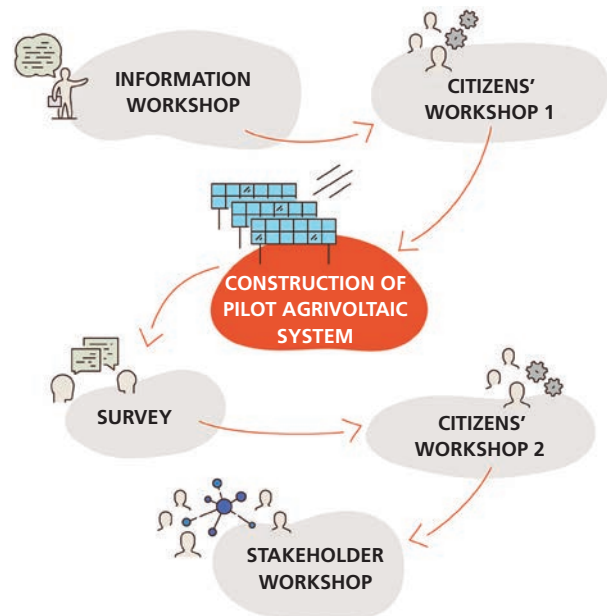 INFORMATION
WORKSHOP
CITIZENS'
WORKSHOP 1
CONSTRUCTION OF
PILOT AGRIVOLTAIC
SYSTEM
SURVEY
CITIZENS'
WORKSHOP 2
STAKEHOLDER
WORKSHOP